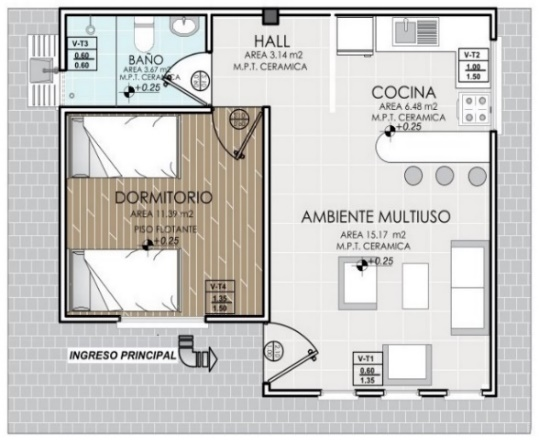 V-T3
0.60
0.60
BAÑO
AREA 3.67 m2
M.P.T. CERAMICA
+0.25
HALL
AREA 3.14 m2
M.P.T. CERAMICA
V-T2
1.00
1.50
COCINA
AREA 6.48 m2
M.P.T. CERAMICA
+0.25
DORMITORIO
AREA 11.39 m2
PISO FLOTANTE
+0.25
AMBIENTE MULTIUSO
AREA 15.17 m2
M.P.T. CERAMICA
+0.25
V-T4
1.35
1.50
INGRESO PRINCIPAL
V-T1
0.60
1.35